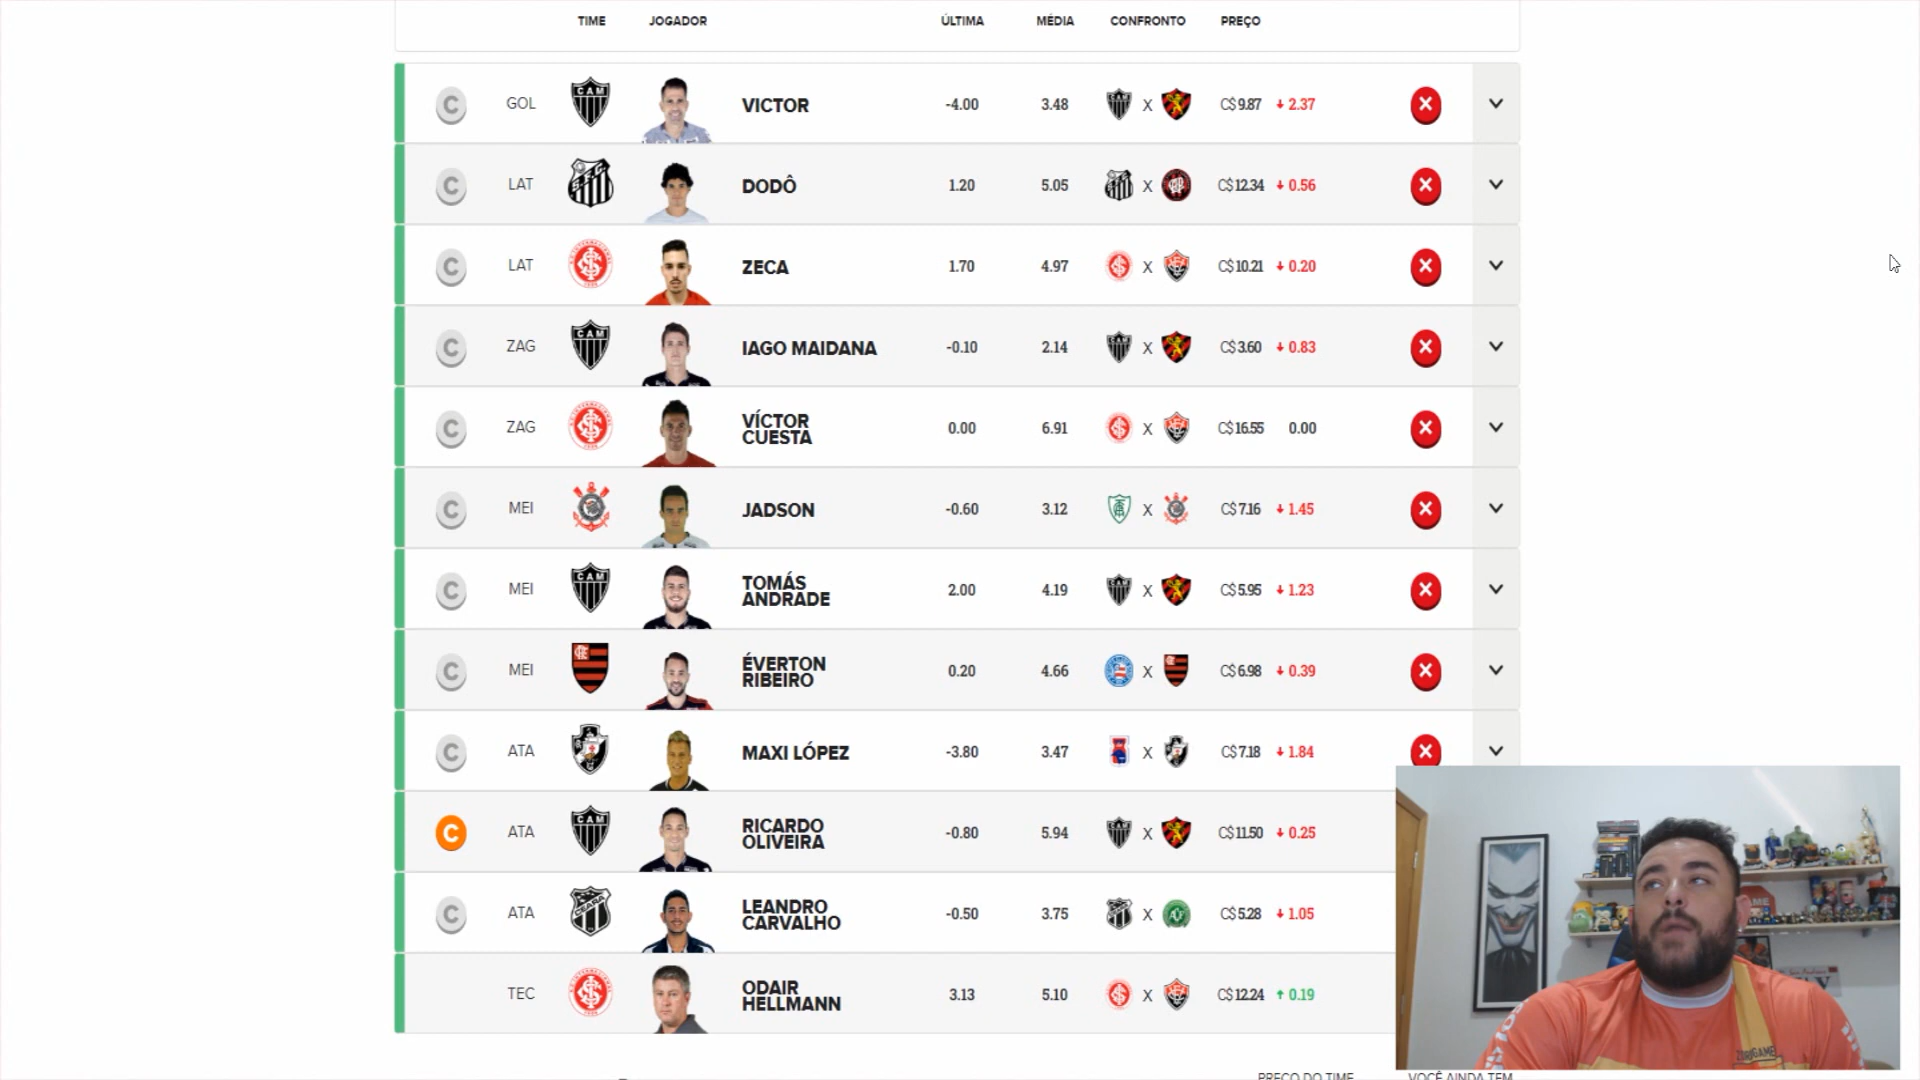 TIME JOGADOR ÚLTIMA MÉDIA CONFRONTO PREÇO
C GOL VICTOR -4.00 3.48 X C$ 9.87 2.37
C LAT DODÔ 1.20 5.05 X C$ 12.34 0.56
C LAT ZECA 1.70 4.97 X C$ 10.21 0.20
C ZAG IAGO MAIDANA -0.10 2.14 X C$ 3.60 0.83
C ZAG VÍCTOR
CUESTA 0.00 6.91 X C$ 16.55 0.00
C MEI JADSON -0.60 3.12 X C$ 7.16 1.45
C MEI TOMÁS
ANDRADE 2.00 4.19 X C$ 5.95 1.23
C MEI ÉVERTON
RIBEIRO 0.20 4.66 X C$ 6.98 0.39
C ATA MAXI LÓPEZ -3.80 3.47 X C$ 7.18 1.84
C ATA RICARDO
OLIVEIRA -0.80 5.94 X C$ 11.50 0.25
C ATA LEANDRO
CARVALHO -0.50 3.75 X C$ 5.28 1.05
TEC ODAIR
HELLMANN 3.13 5.10 X C$ 12.24 0.19
PREÇO DO TIME VOCÊ AINDA TEM